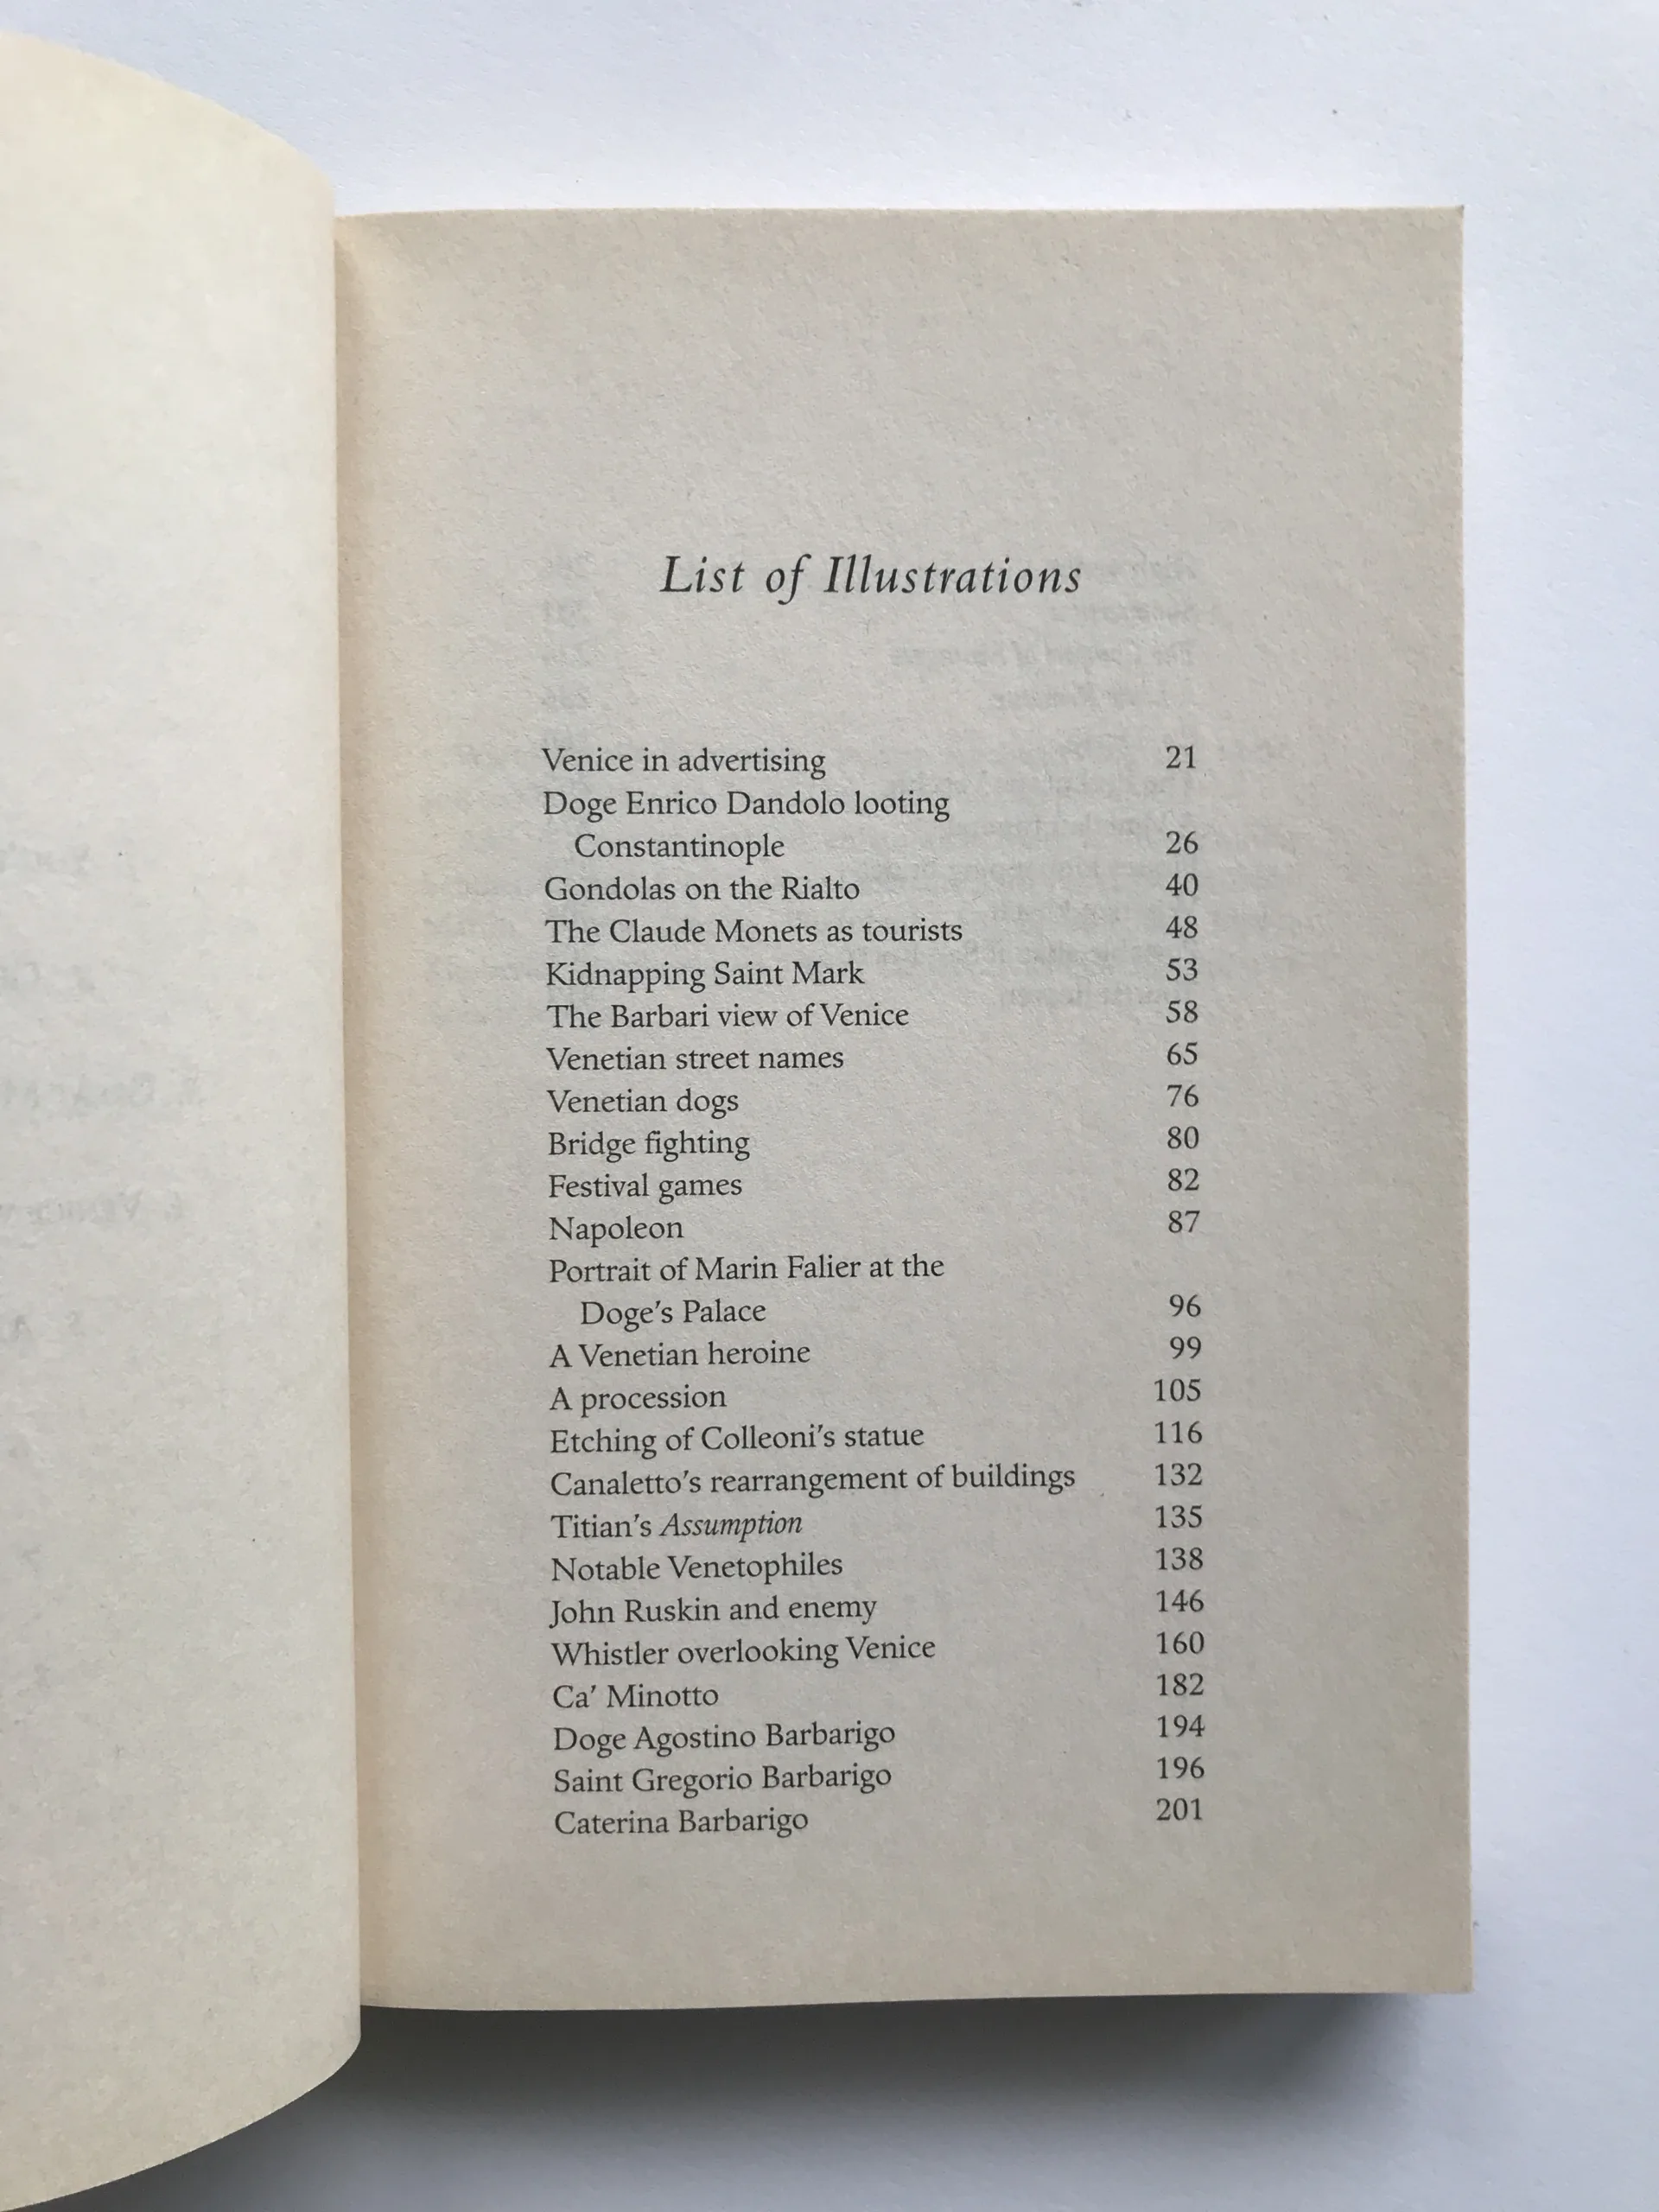 List of Illustrations
Venice in advertising 21
Doge Enrico Dandolo looting
Constantinople 26
Gondolas on the Rialto 40
The Claude Monets as tourists 48
Kidnapping Saint Mark 53
The Barbari view of Venice 58
Venetian street names 65
Venetian dogs 76
Bridge fighting 80
Festival games 82
Napoleon 87
Portrait of Marin Falier at the
Doge's Palace 96
A Venetian heroine 99
A procession 105
Etching of Colleoni's statue 116
Canaletto's rearrangement of buildings 132
Titian's Assumption 135
Notable Venetophiles 138
John Ruskin and enemy 146
Whistler overlooking Venice 160
Ca' Minotto 182
Doge Agostino Barbarigo 194
Saint Gregorio Barbarigo 196
Caterina Barbarigo 201